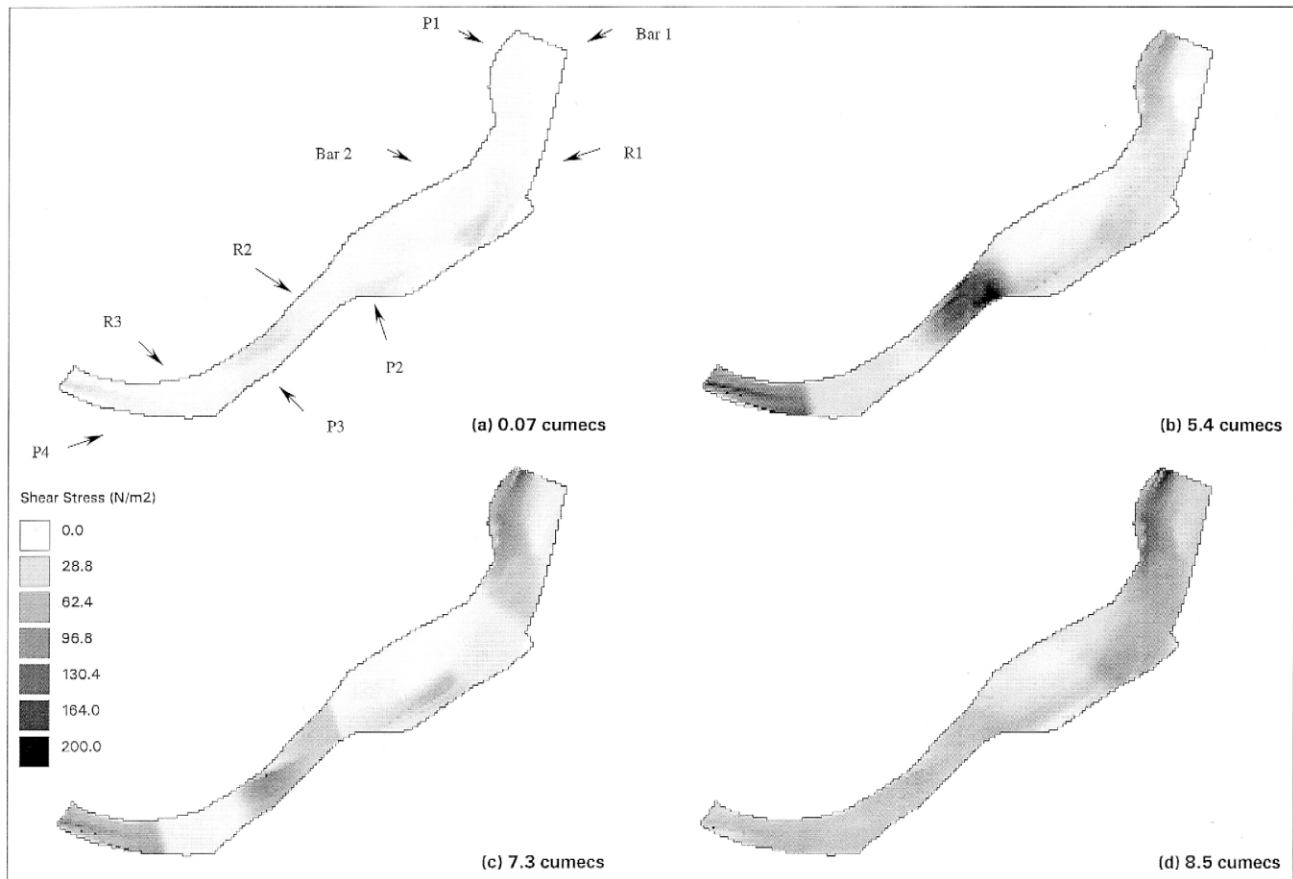 P1
Bar 1
Bar 2
R1
R2
R3
P2
P3
P4
(a) 0.07 cumecs
(b) 5.4 cumecs
Shear Stress (N/m2)
0.0
28.8
62.4
96.8
130.4
164.0
200.0
(c) 7.3 cumecs
(d) 8.5 cumecs